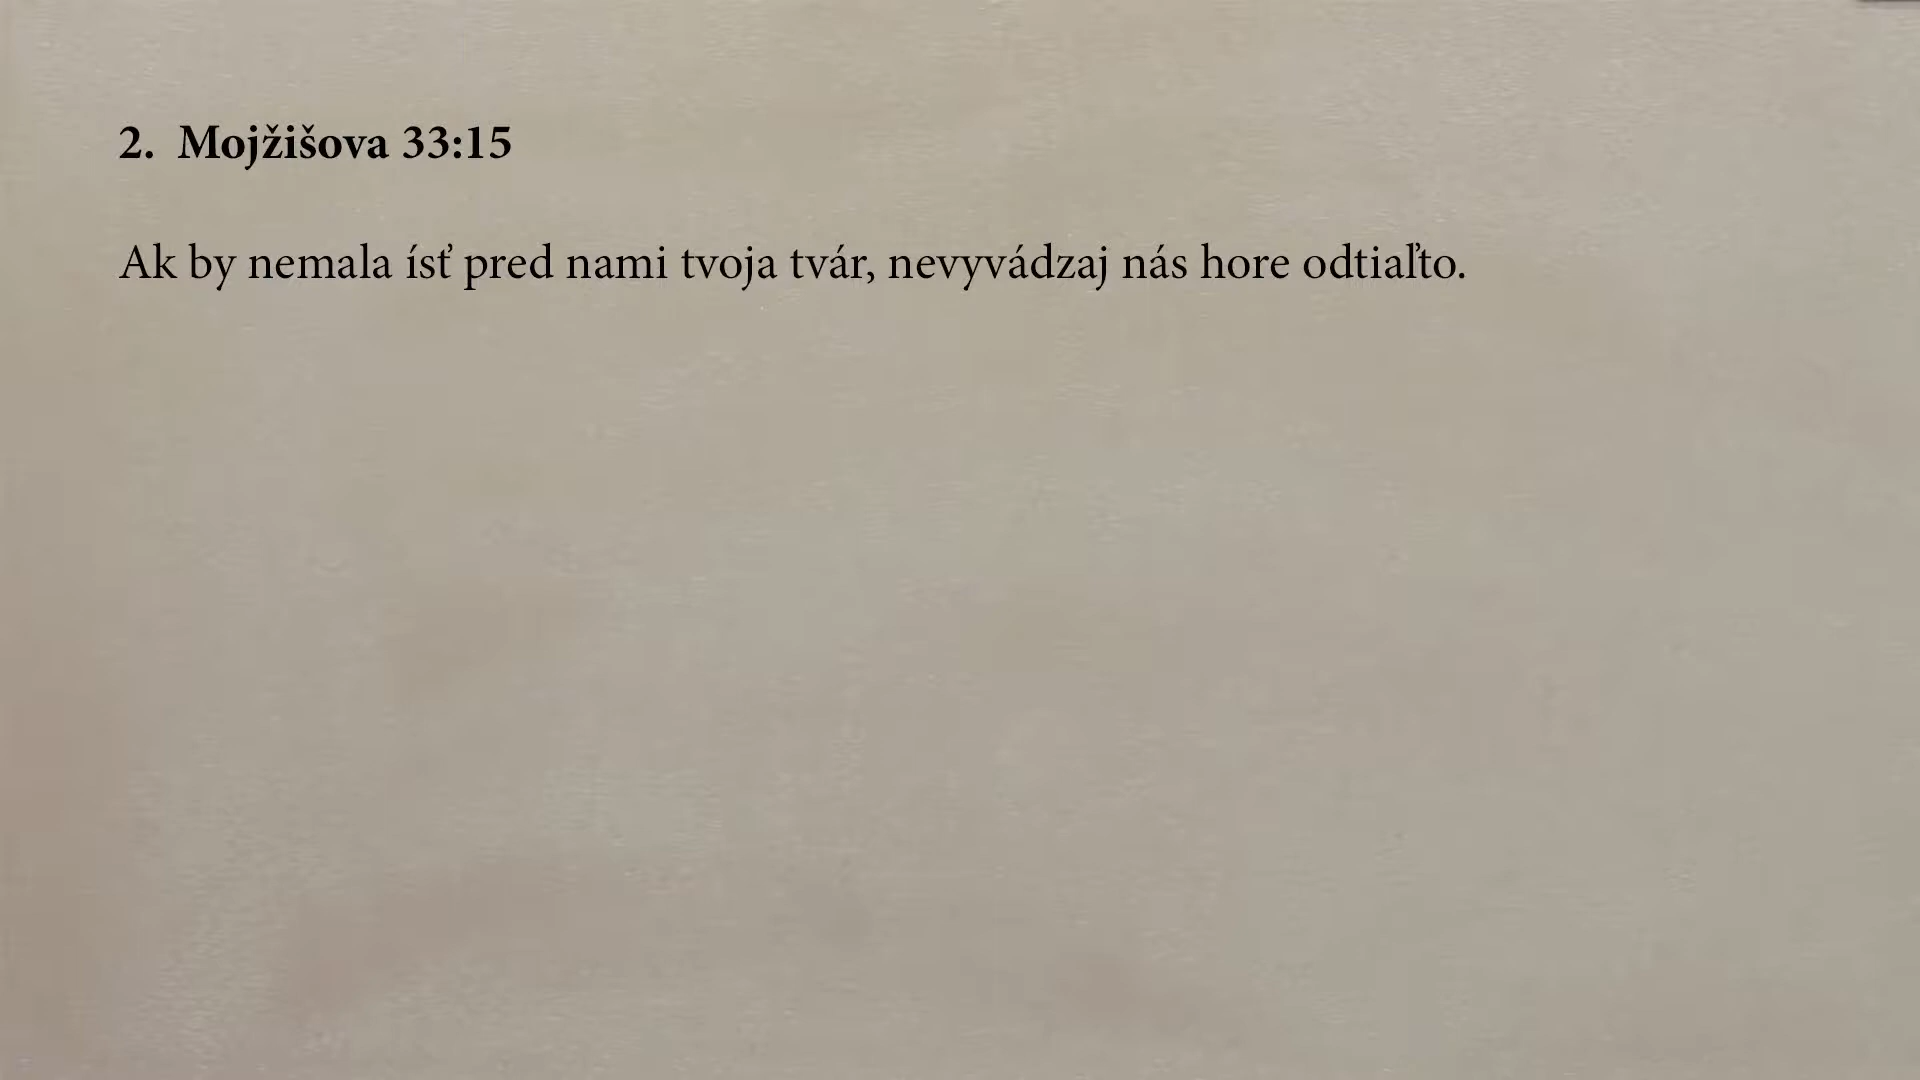 2. Mojžišova 33:15
Ak by nemala ísť pred nami tvoja tvár, nevyvádzaj nás hore odtiaľto.